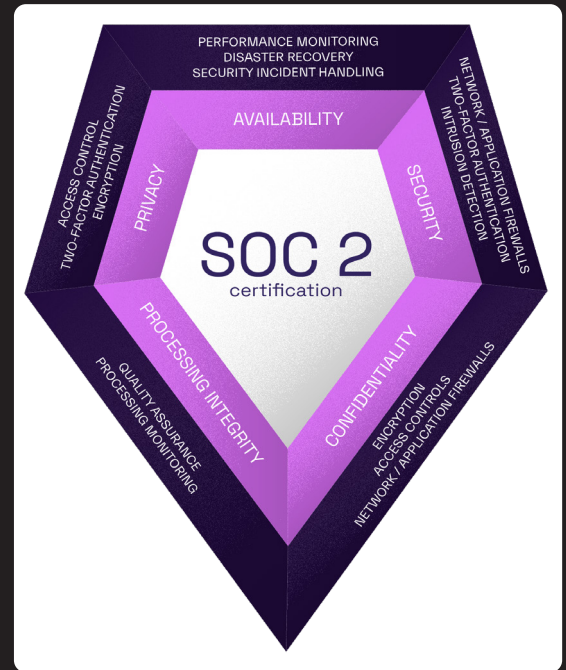 PERFORMANCE MONITORING
DISASTER RECOVERY
SECURITY INCIDENT HANDLING
AVAILABILITY
NETWORK / APPLICATION FIREWALLS
TWO-FACTOR AUTHENTICATION
INTRUSION DETECTION
SECURITY
ACCESS CONTROL
TWO-FACTOR AUTHENTICATION
ENCRYPTION
PRIVACY
SOC 2
certification
PROCESSING INTEGRITY
QUALITY ASSURANCE
PROCESSING MONITORING
CONFIDENTIALITY
ENCRYPTION
ACCESS CONTROLS
NETWORK / APPLICATION FIREWALLS